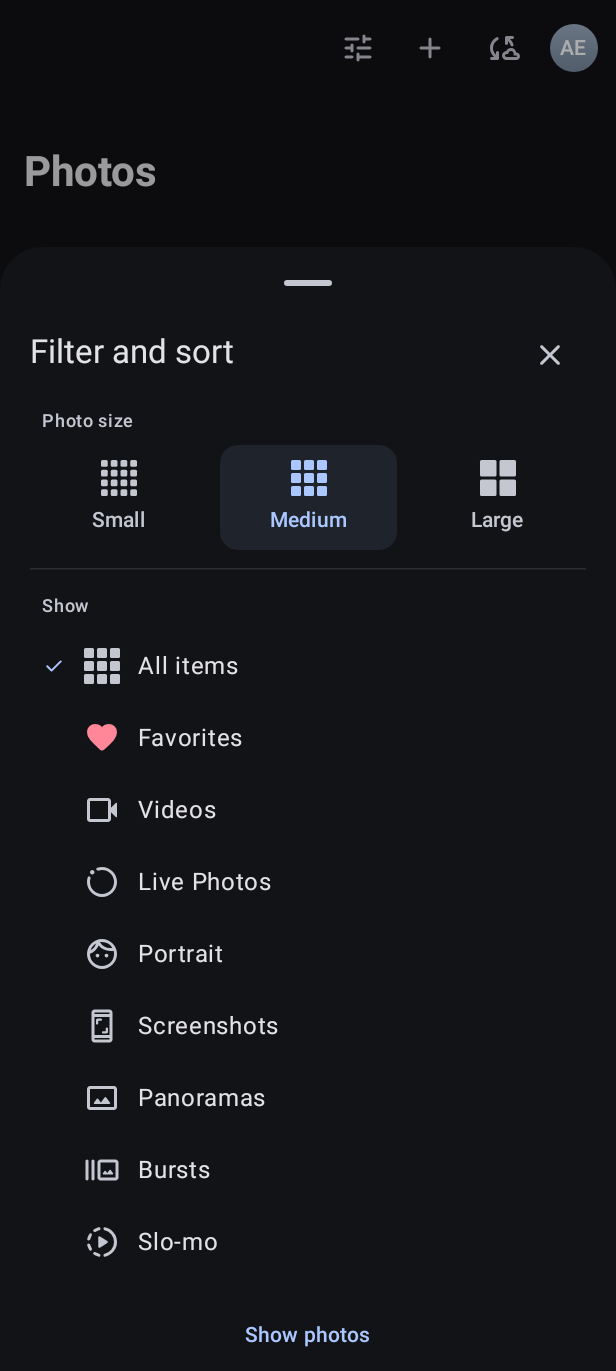 AE
Photos
Filter and sort
Photo size
Small
Medium
Large
Show
All items
Favorites
Videos
Live Photos
Portrait
Screenshots
Panoramas
Bursts
Slo-mo
Show photos